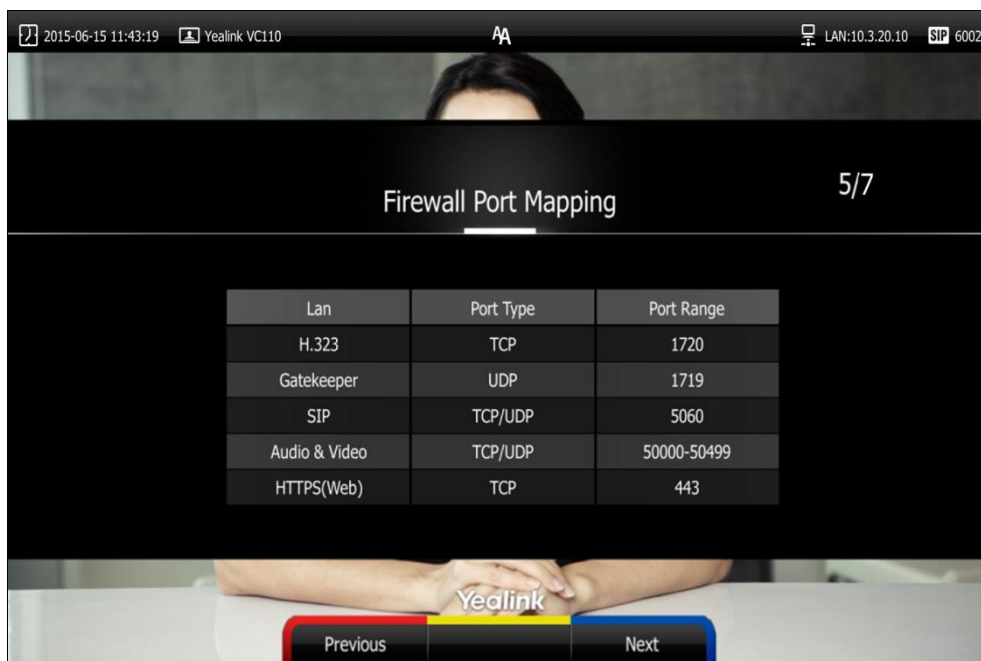 2015-06-15 11:43:19 Yealink VC110 AA LAN:10.3.20.10 SIP 6002
Firewall Port Mapping
5/7
Lan Port Type Port Range
H.323 TCP 1720
Gatekeeper UDP 1719
SIP TCP/UDP 5060
Audio & Video TCP/UDP 50000-50499
HTTPS(Web) TCP 443
Yealink
Previous Next